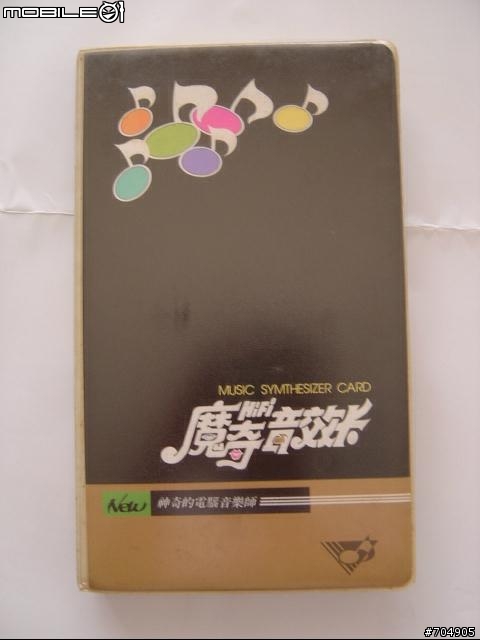 MOBILE01
MUSIC SYMTHESIZER CARD
HiFi
魔奇音效卡
New 神奇的電腦音樂師
#704905